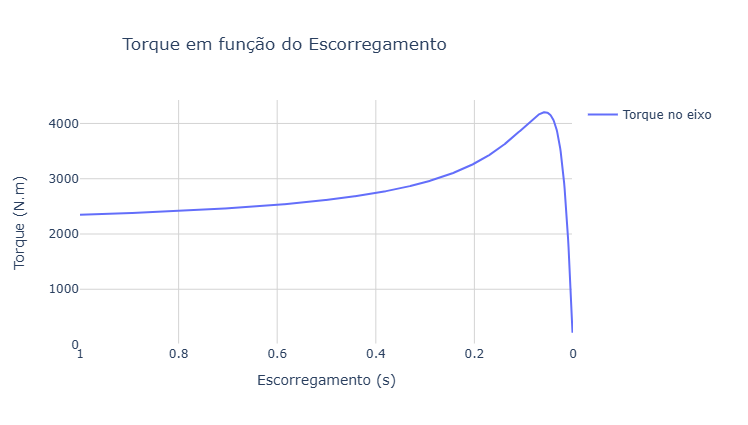 Torque em função do Escorregamento
Torque no eixo
4000
3000
2000
1000
0
Torque (N.m)
1 0.8 0.6 0.4 0.2 0
Escorregamento (s)